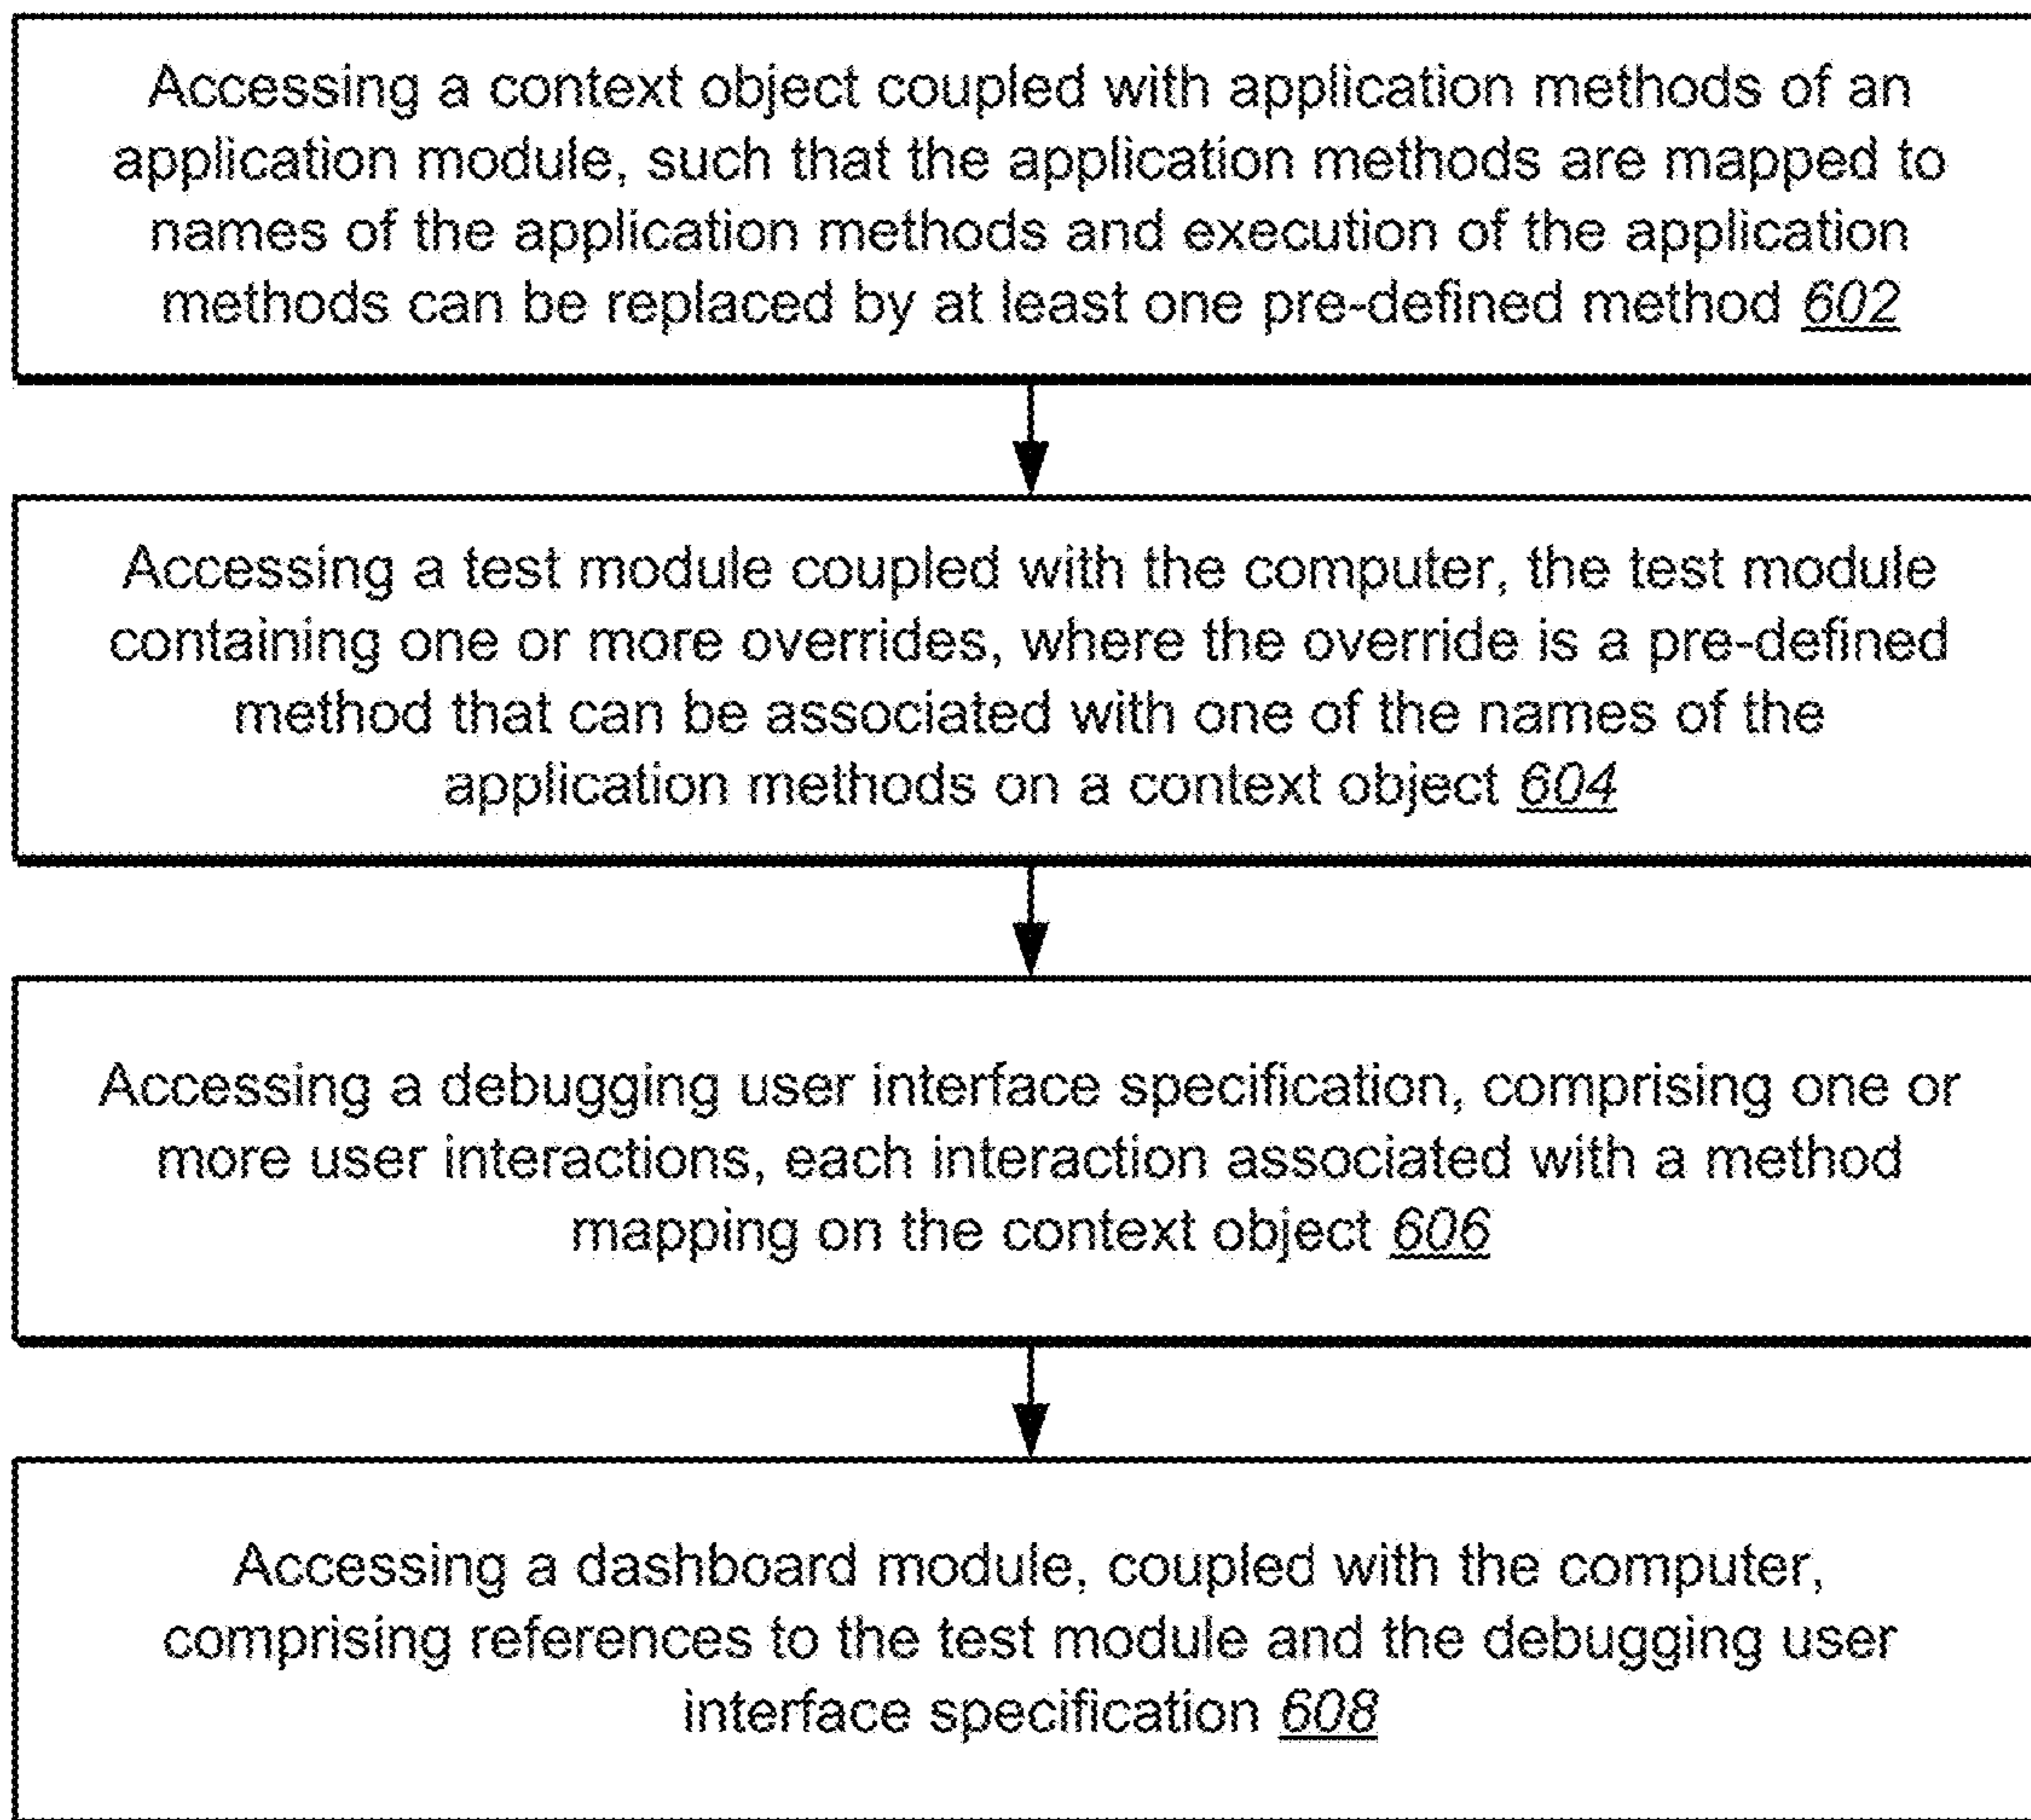 Accessing a context object coupled with application methods of an
application module, such that the application methods are mapped to
names of the application methods and execution of the application
methods can be replaced by at least one pre-defined method 602
Accessing a test module coupled with the computer, the test module
containing one or more overrides, where the override is a pre-defined
method that can be associated with one of the names of the
application methods on a context object 604
Accessing a debugging user interface specification, comprising one or
more user interactions, each interaction associated with a method
mapping on the context object 606
Accessing a dashboard module, coupled with the computer,
comprising references to the test module and the debugging user
interface specification 608